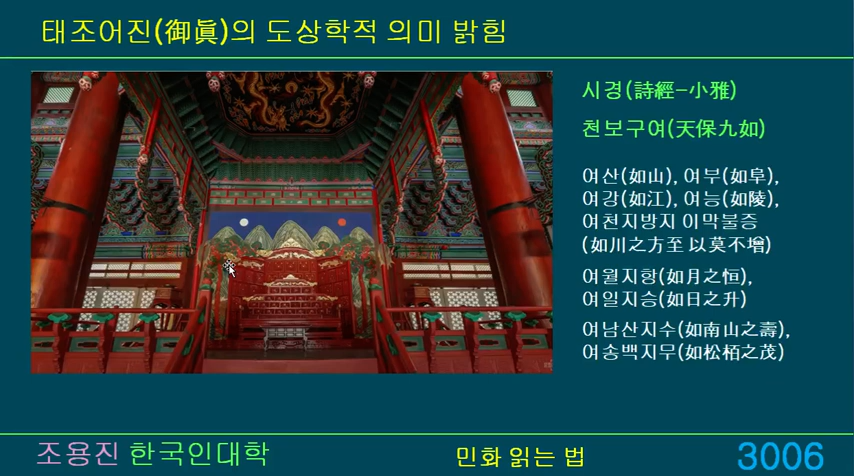 태조어진(御眞)의 도상학적 의미 밝힘
시경(詩經-小雅)
천보구여(天保九如)
여산(如山), 여부(如阜),
여강(如江), 여능(如陵),
여천지방지 이막불증
(如川之方至 以莫不增)
여월지항(如月之恒),
여일지승(如日之升)
여남산지수(如南山之壽),
여송백지무(如松栢之茂)
조용진 한국인대학
민화 읽는 법
3006